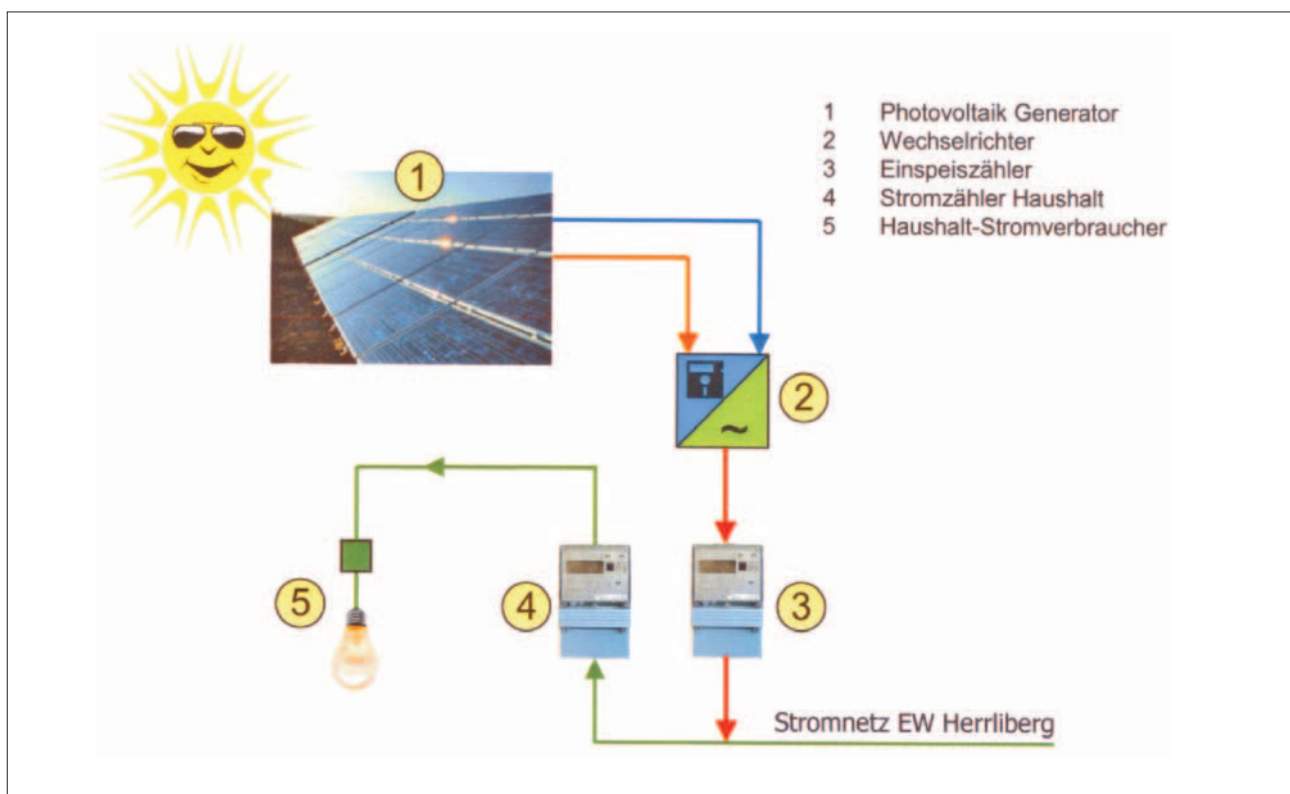 1 Photovoltaik Generator
2 Wechselrichter
3 Einspeiszähler
4 Stromzähler Haushalt
5 Haushalt-Stromverbraucher
1
2
5
4
3
Stromnetz EW Herrliberg